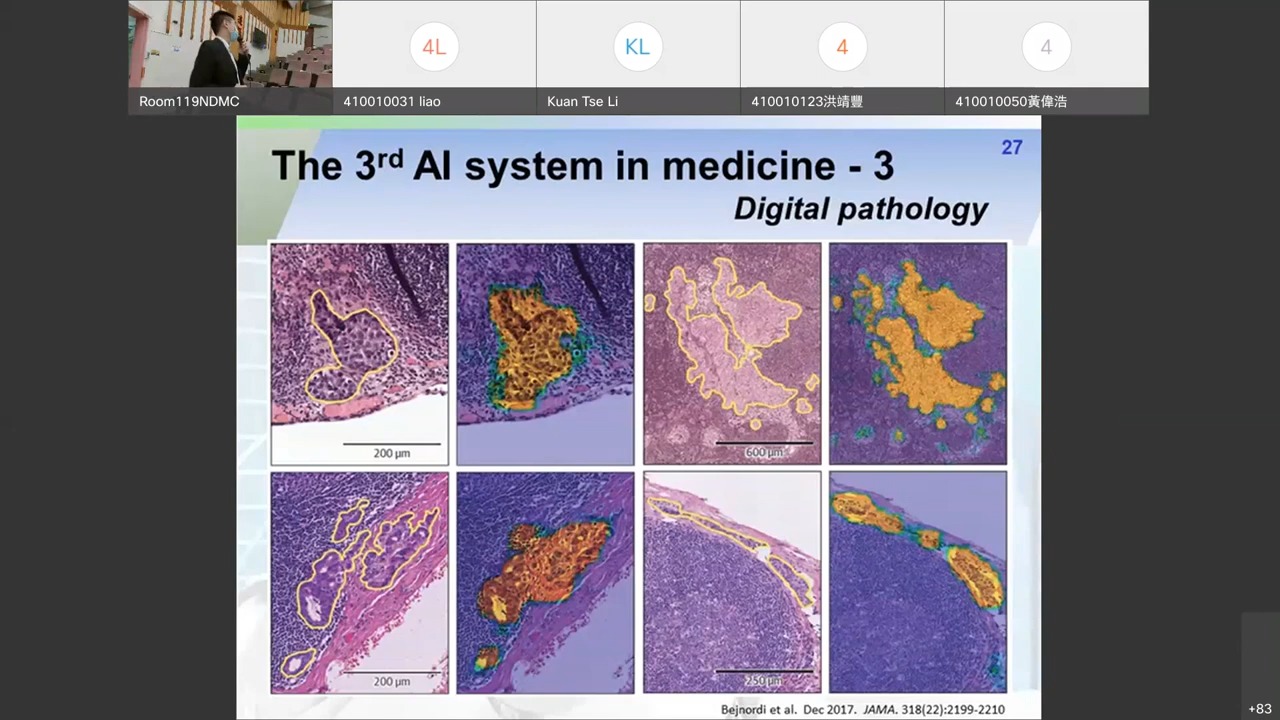 4L
KL
4
4
Room119NDMC
410010031 liao
Kuan Tse Li
410010123洪靖豐
410010050黃偉浩
27
The 3rd AI system in medicine - 3
Digital pathology
200 µm
600 µm
200 µm
250 µm
Bejnordi et al. Dec 2017. JAMA. 318(22):2199-2210
+83